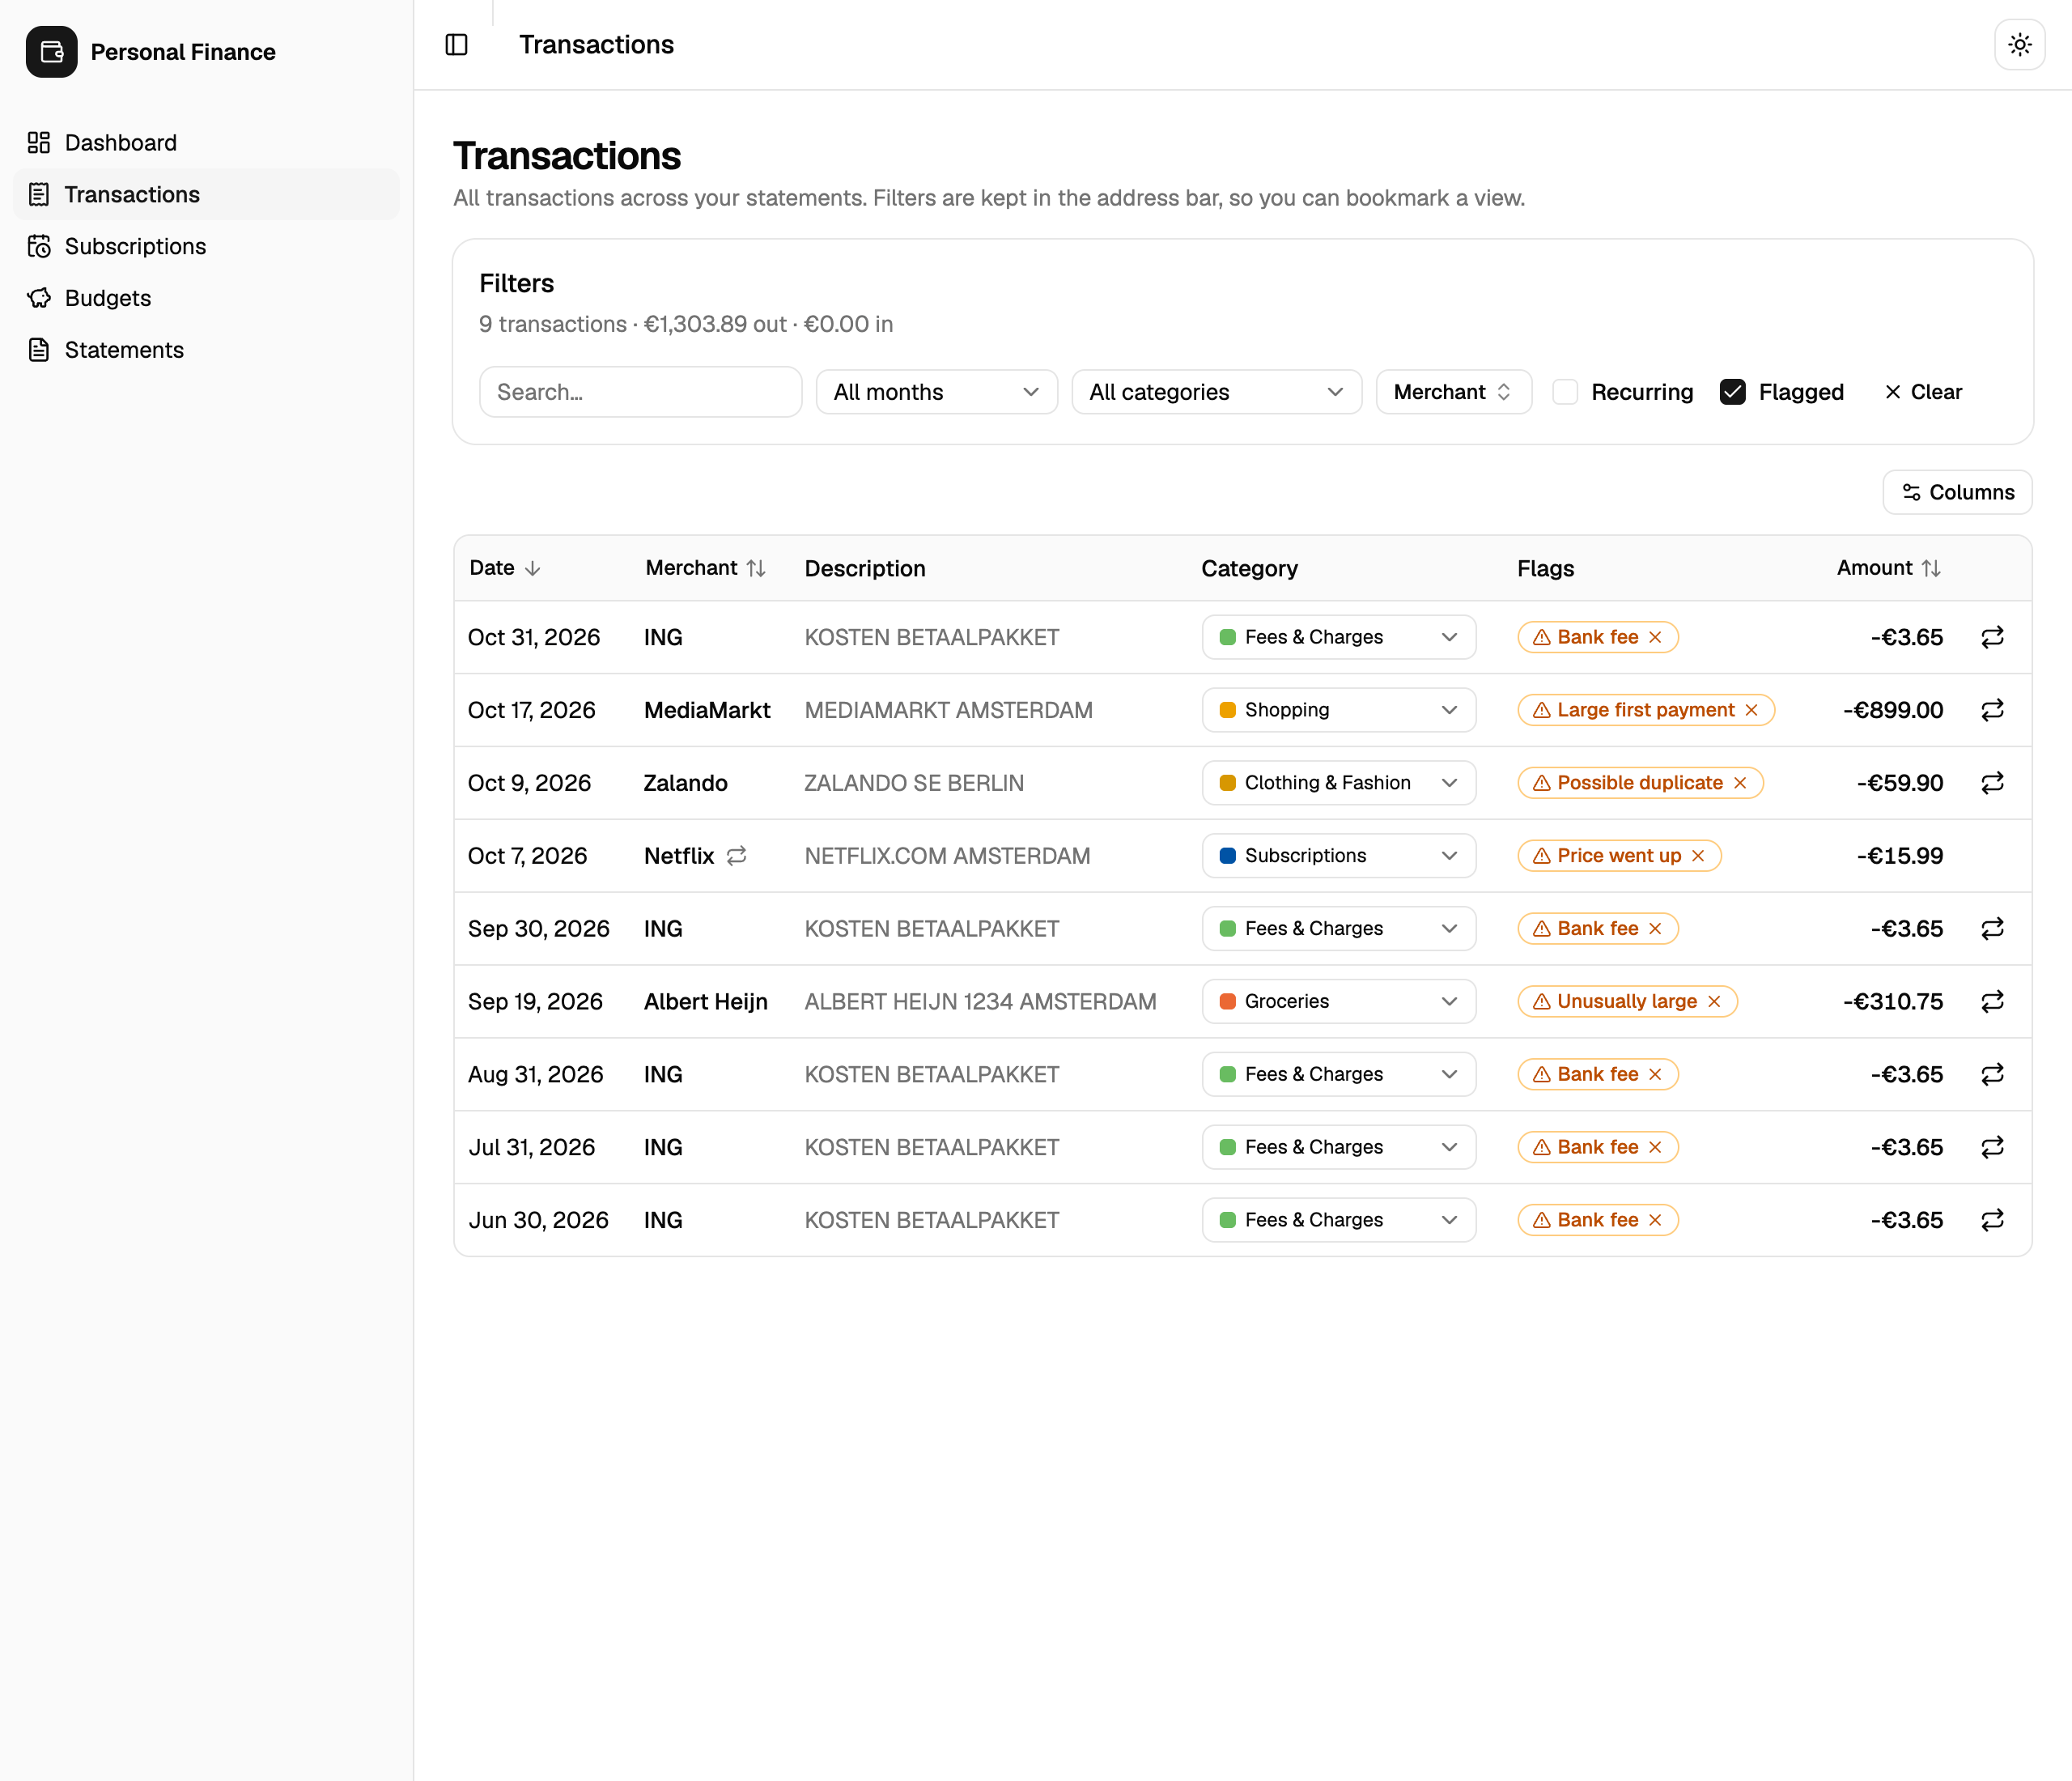 Personal Finance
Dashboard
Transactions
Subscriptions
Budgets
Statements
Transactions
Transactions
All transactions across your statements. Filters are kept in the address bar, so you can bookmark a view.
Filters
9 transactions · €1,303.89 out · €0.00 in
Search... All months All categories Merchant Recurring Flagged Clear
Columns
Date Merchant Description Category Flags Amount
Oct 31, 2026 ING KOSTEN BETAALPAKKET Fees & Charges Bank fee -€3.65
Oct 17, 2026 MediaMarkt MEDIAMARKT AMSTERDAM Shopping Large first payment -€899.00
Oct 9, 2026 Zalando ZALANDO SE BERLIN Clothing & Fashion Possible duplicate -€59.90
Oct 7, 2026 Netflix NETFLIX.COM AMSTERDAM Subscriptions Price went up -€15.99
Sep 30, 2026 ING KOSTEN BETAALPAKKET Fees & Charges Bank fee -€3.65
Sep 19, 2026 Albert Heijn ALBERT HEIJN 1234 AMSTERDAM Groceries Unusually large -€310.75
Aug 31, 2026 ING KOSTEN BETAALPAKKET Fees & Charges Bank fee -€3.65
Jul 31, 2026 ING KOSTEN BETAALPAKKET Fees & Charges Bank fee -€3.65
Jun 30, 2026 ING KOSTEN BETAALPAKKET Fees & Charges Bank fee -€3.65